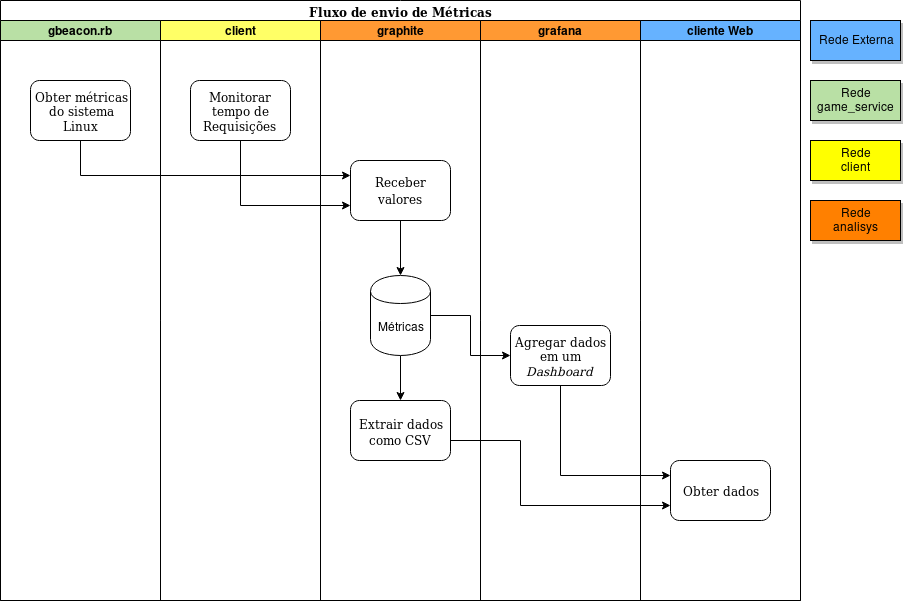 Fluxo de envio de Métricas
gbeacon.rb
client
graphite
grafana
cliente Web
Rede Externa
Rede
game_service
Rede
client
Rede
analisys
Obter métricas
do sistema
Linux
Monitorar
tempo de
Requisições
Receber
valores
Métricas
Agregar dados
em um
Dashboard
Extrair dados
como CSV
Obter dados